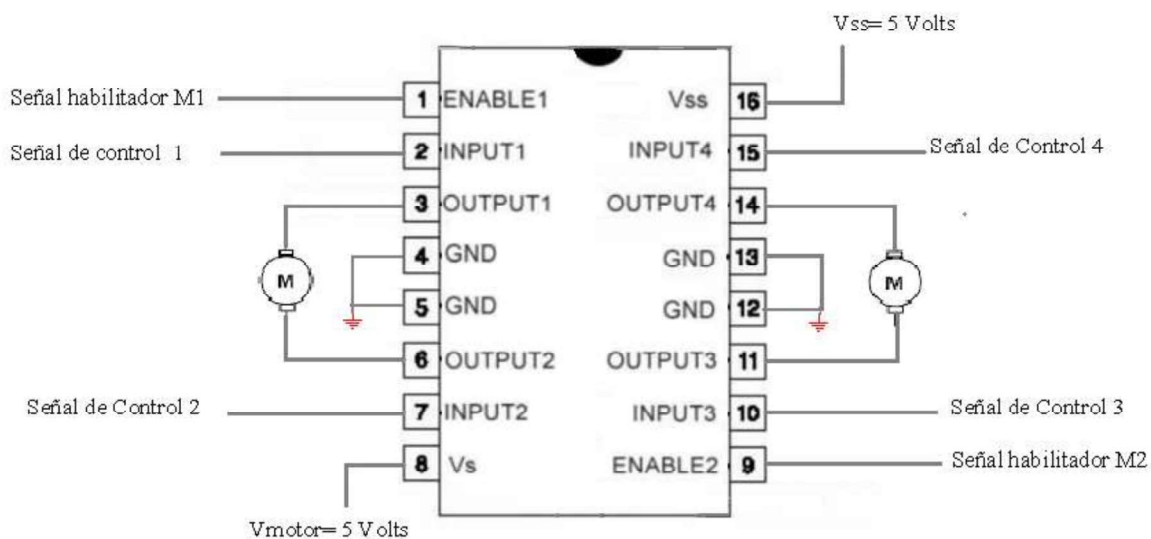 Vss= 5 Volts
Señal habilitador M1
1 ENABLE1
Vss 16
Señal de control 1
2 INPUT1
INPUT4 15
Señal de Control 4
3 OUTPUT1
OUTPUT4 14
M
4 GND
GND 13
M
5 GND
GND 12
6 OUTPUT2
OUTPUT3 11
Señal de Control 2
7 INPUT2
INPUT3 10
Señal de Control 3
8 Vs
ENABLE2 9
Señal habilitador M2
Vmotor= 5 Volts